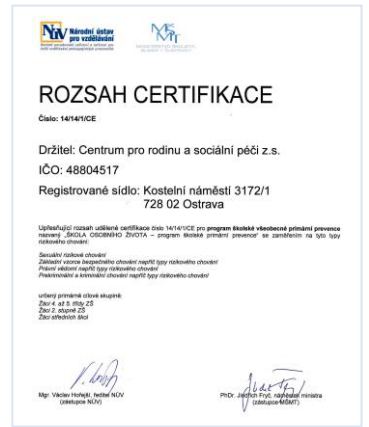 NÚV Národní ústav
pro vzdělávání
ROZSAH CERTIFIKACE
Číslo: 14/14/1/CE
Držitel: Centrum pro rodinu a sociální péči z.s.
IČO: 48804517
Registrované sídlo: Kostelní náměstí 3172/1
728 02 Ostrava
Upřesňující rozsah udělené certifikace číslo 14/14/1/CE pro program školské všeobecné primární prevence
nazvaný „ŠKOLA OSOBNÍHO ŽIVOTA – program školské primární prevence“ se zaměřením na tyto typy
rizikového chování:
Sexuální rizikové chování
Základní vzorce bezpečného chování napříč typy rizikového chování
Právní vědomí napříč typy rizikového chování
Prekriminální a kriminální chování napříč typy rizikového chování
určený primárně cílové skupině:
Žáci 4. až 5. třídy ZŠ
Žáci 2. stupně ZŠ
Žáci středních škol
Mgr. Václav Hořejší, ředitel NÚV
(zástupce NÚV)
PhDr. Jindřich Fryč, náměstek ministra
(zástupce MŠMT)